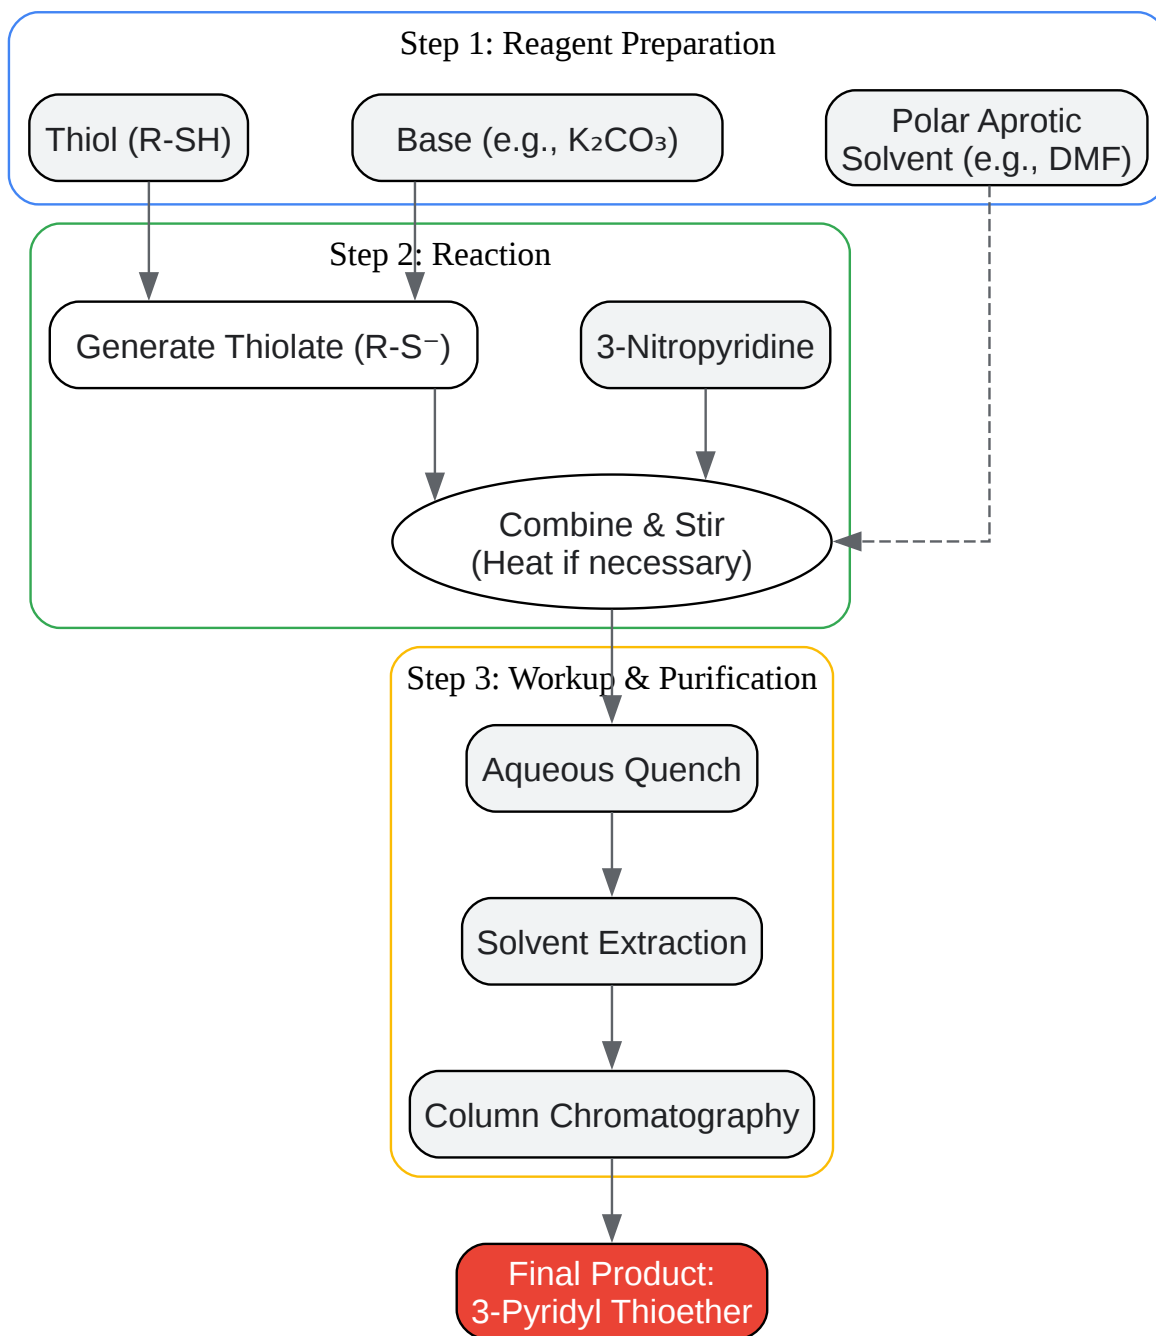 Step 1: Reagent Preparation
Thiol (R-SH)
Base (e.g., K₂CO₃)
Polar Aprotic
Solvent (e.g., DMF)
Step 2: Reaction
Generate Thiolate (R-S⁻)
3-Nitropyridine
Combine & Stir
(Heat if necessary)
Step 3: Workup & Purification
Aqueous Quench
Solvent Extraction
Column Chromatography
Final Product:
3-Pyridyl Thioether